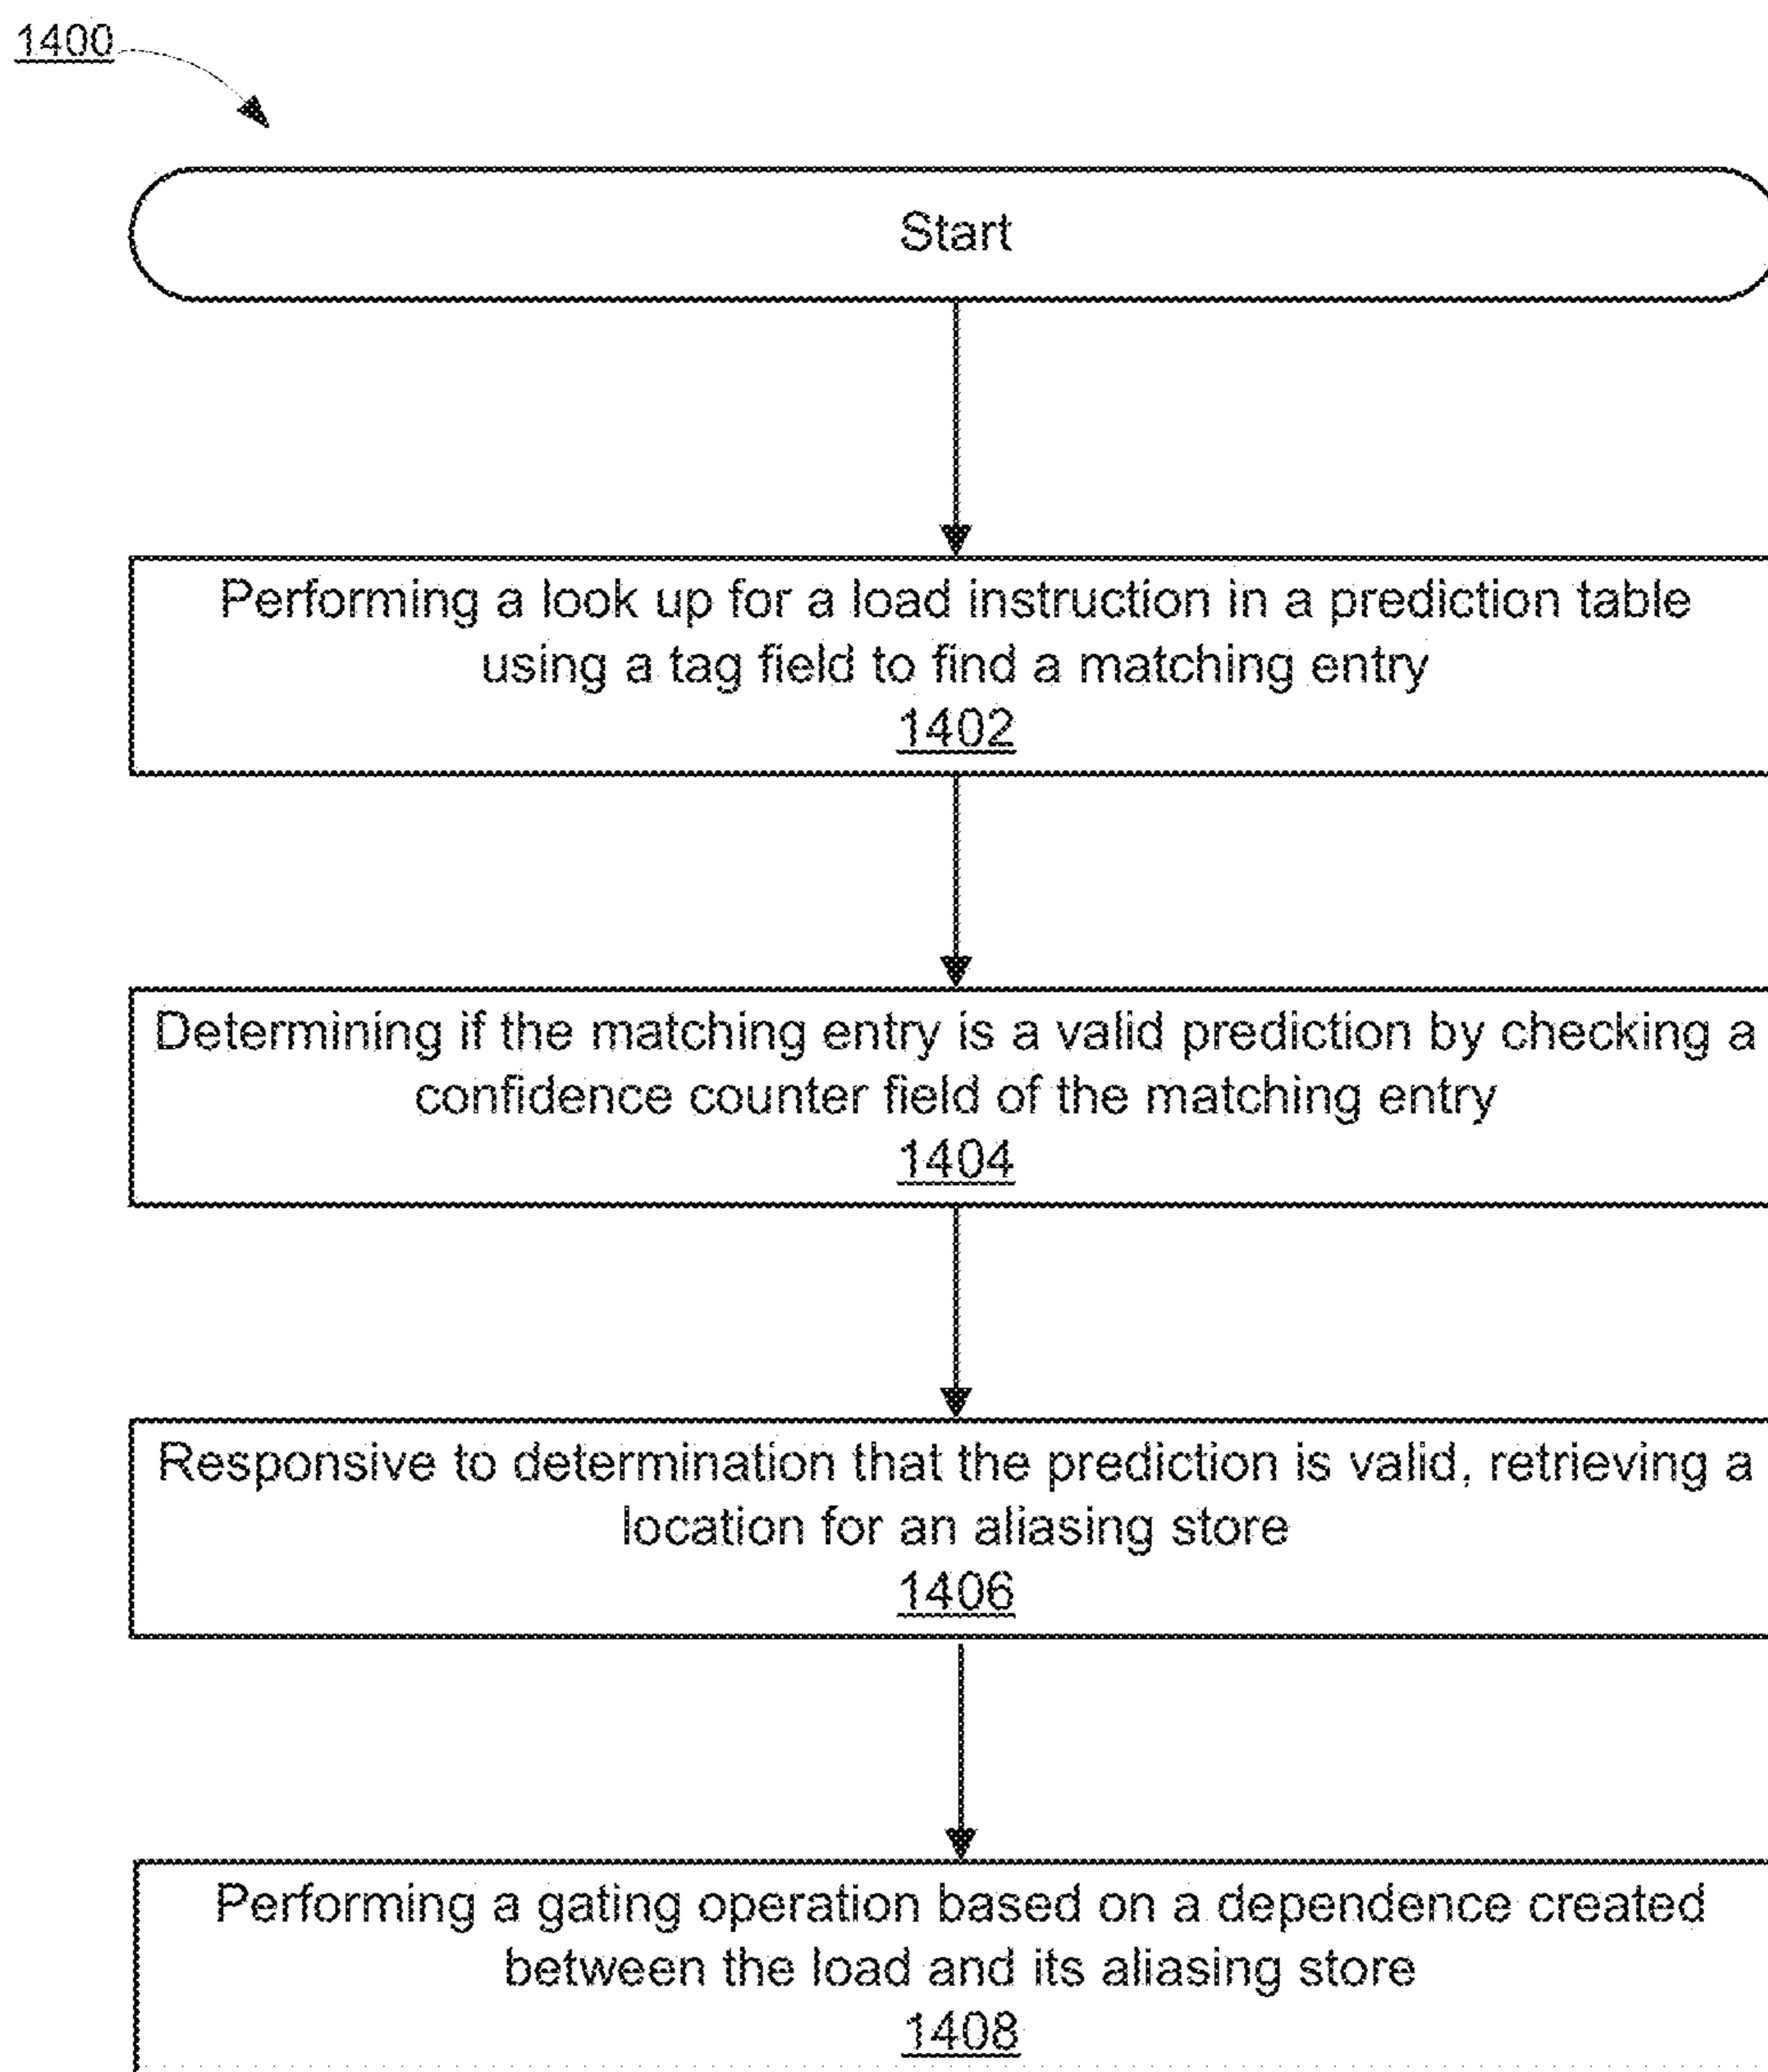 1400
Start
Performing a look up for a load instruction in a prediction table
using a tag field to find a matching entry
1402
Determining if the matching entry is a valid prediction by checking a
confidence counter field of the matching entry
1404
Responsive to determination that the prediction is valid, retrieving a
location for an aliasing store
1406
Performing a gating operation based on a dependence created
between the load and its aliasing store
1408